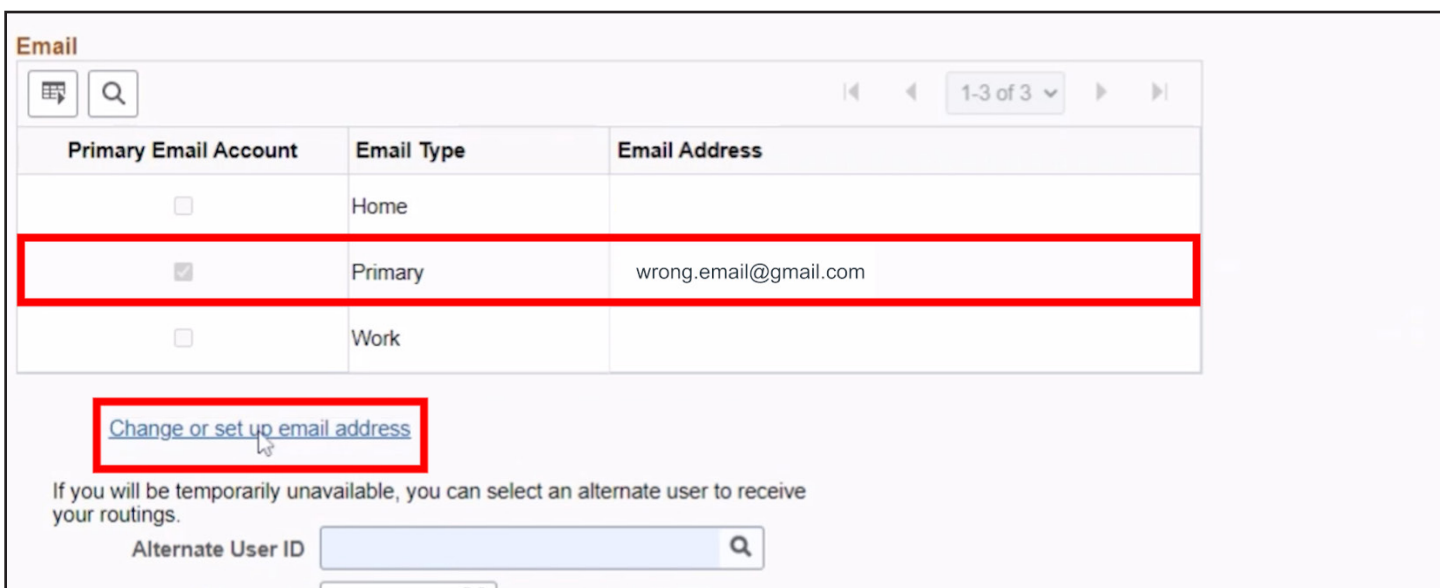 Email
1-3 of 3
Primary Email Account Email Type Email Address
Home
Primary wrong.email@gmail.com
Work
Change or set up email address
If you will be temporarily unavailable, you can select an alternate user to receive
your routings.
Alternate User ID